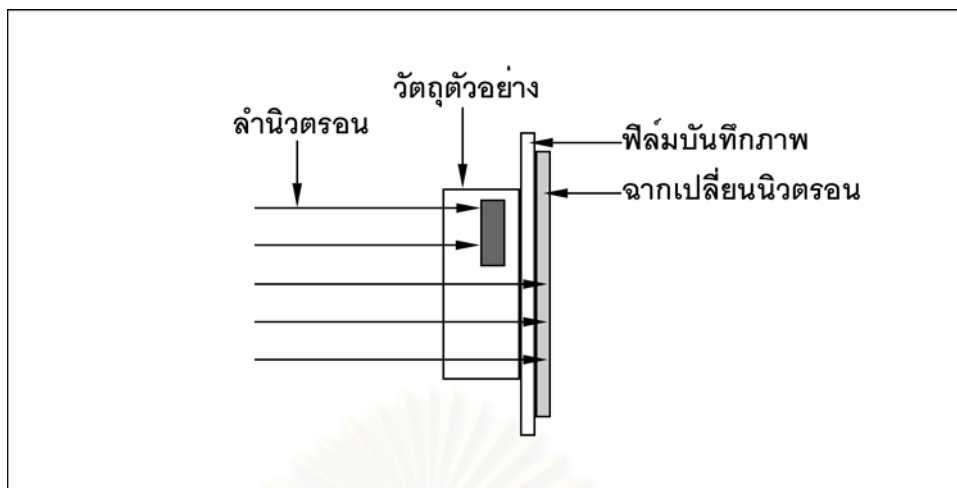 วัตถุตัวอย่าง
ลำนิวตรอน
ฟิล์มบันทึกภาพ
ฉากเปลี่ยนนิวตรอน